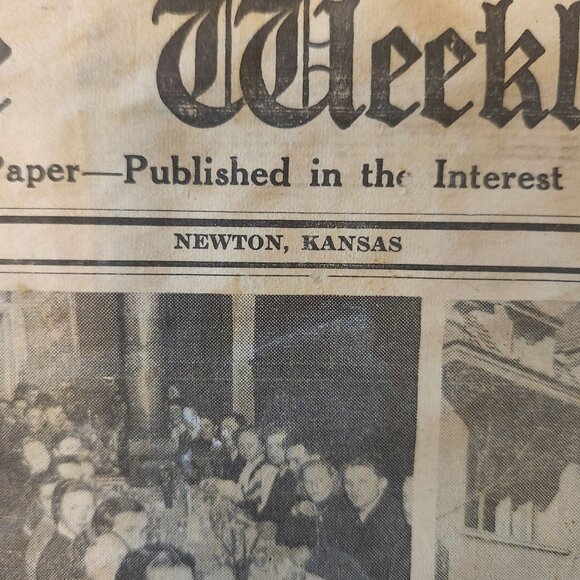 Weekl
Paper—Published in the Interest
NEWTON, KANSAS